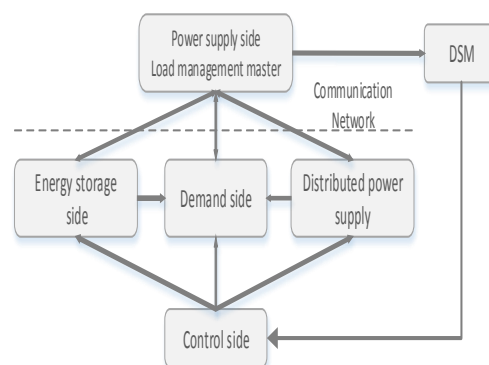 Power supply side
Load management master
DSM
Communication
Network
Energy storage
side
Demand side
Distributed power
supply
Control side